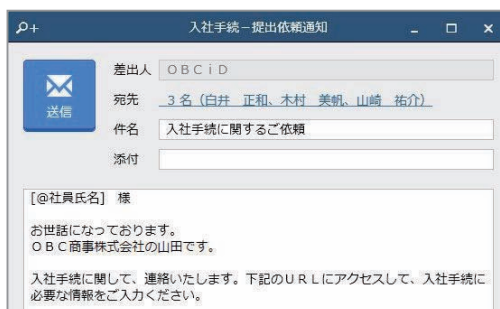 入社手続－提出依頼通知
送信
差出人 ＯＢＣｉＤ
宛先 3 名（白井　正和、木村　美帆、山崎　祐介）
件名 入社手続に関するご依頼
添付
[@社員氏名]　様
お世話になっております。
ＯＢＣ商事株式会社の山田です。
入社手続に関して、連絡いたします。下記のＵＲＬにアクセスして、入社手続に
必要な情報をご入力ください。